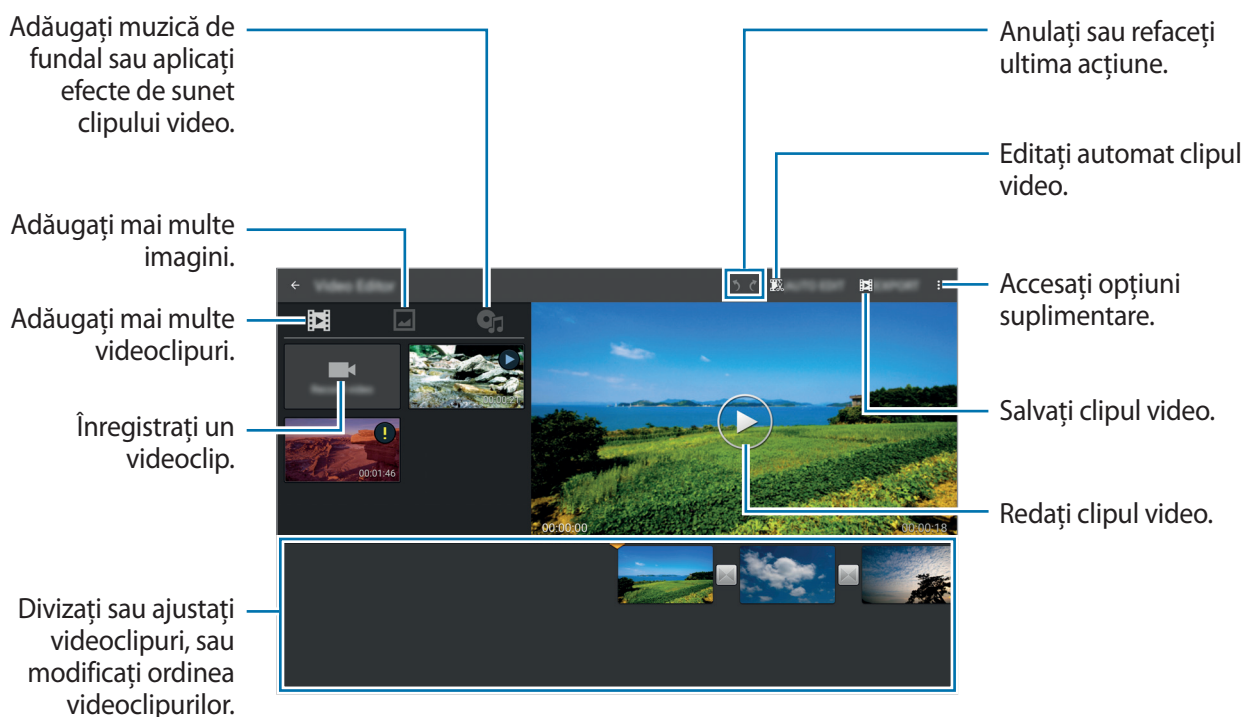 Adăugați muzică de
fundal sau aplicați
efecte de sunet
clipului video.
Adăugați mai multe
imagini.
Adăugați mai multe
videoclipuri.
Înregistrați un
videoclip.
Divizați sau ajustați
videoclipuri, sau
modificați ordinea
videoclipurilor.
Video Editor
AUTO EDIT
EXPORT
Record video
00:00:21
00:01:46
00:00:00
00:00:18
Anulați sau refaceți
ultima acțiune.
Editați automat clipul
video.
Accesați opțiuni
suplimentare.
Salvați clipul video.
Redați clipul video.